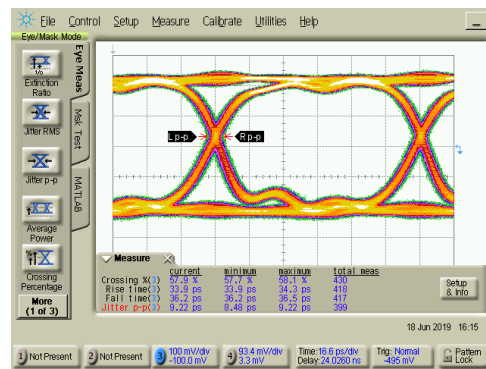 File Control Setup Measure Calibrate Utilities Help
Eye/Mask Mode
Extinction
Ratio
Jitter RMS
Jitter p-p
Average
Power
Crossing
Percentage
More
(1 of 3)
Eye Meas
Msk Test
MATLAB
L p-p
R p-p
Measure
current minimum maximum total meas
Crossing %(3) 57.9 % 57.7 % 58.1 % 430
Rise time(3) 33.9 ps 33.9 ps 34.3 ps 418
Fall time(3) 36.2 ps 36.2 ps 36.5 ps 417
Jitter p-p(3) 9.22 ps 8.48 ps 9.22 ps 399
Setup
& Info
18 Jun 2019 16:15
1 Not Present
2 Not Present
3 100 mV/div
-100.0 mV
4 93.4 mV/div
3.3 mV
Time:16.6 ps/div
Delay:24.0260 ns
Trig: Normal
-495 mV
Pattern
Lock